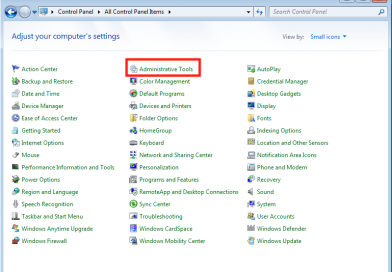 Control Panel ▸ All Control Panel Items ▸
Search Control Panel
Adjust your computer's settings
View by: Small icons
Action Center
Administrative Tools
AutoPlay
Backup and Restore
Color Management
Credential Manager
Date and Time
Default Programs
Desktop Gadgets
Device Manager
Devices and Printers
Display
Ease of Access Center
Folder Options
Fonts
Getting Started
HomeGroup
Indexing Options
Internet Options
Keyboard
Location and Other Sensors
Mouse
Network and Sharing Center
Notification Area Icons
Performance Information and Tools
Personalization
Phone and Modem
Power Options
Programs and Features
Recovery
Region and Language
RemoteApp and Desktop Connections
Sound
Speech Recognition
Sync Center
System
Taskbar and Start Menu
Troubleshooting
User Accounts
Windows Anytime Upgrade
Windows CardSpace
Windows Defender
Windows Firewall
Windows Mobility Center
Windows Update